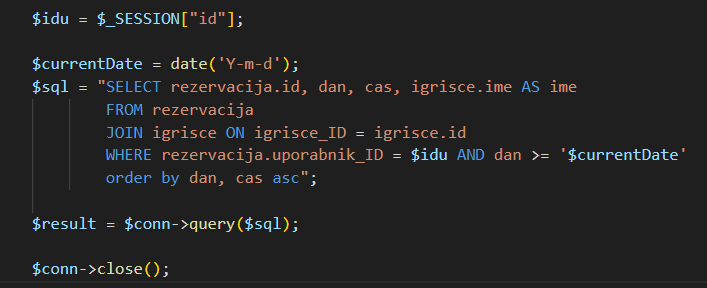 $idu = $_SESSION["id"];
$currentDate = date('Y-m-d');
$sql = "SELECT rezervacija.id, dan, cas, igrisce.ime AS ime
FROM rezervacija
JOIN igrisce ON igrisce_ID = igrisce.id
WHERE rezervacija.uporabnik_ID = $idu AND dan >= '$currentDate'
order by dan, cas asc";
$result = $conn->query($sql);
$conn->close();